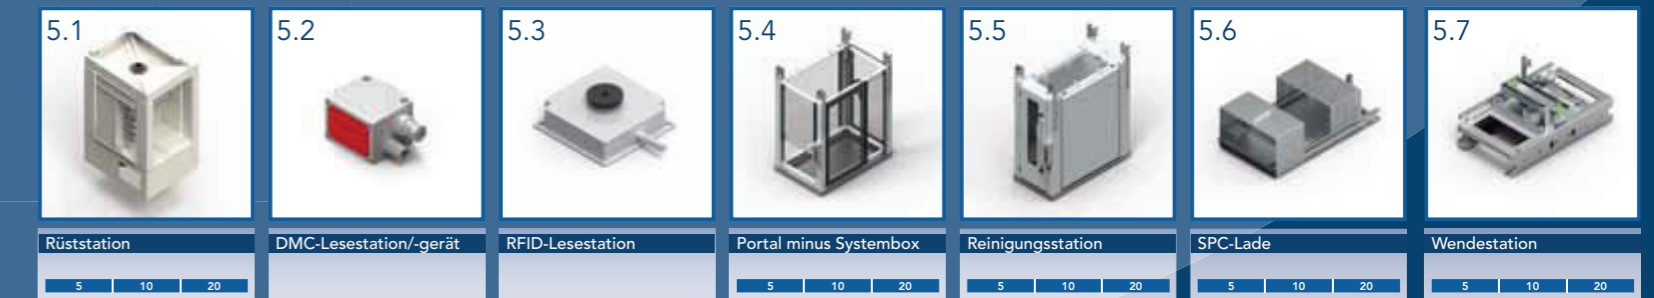 5.1 5.2 5.3 5.4 5.5 5.6 5.7
Rüststation DMC-Lesestation/-gerät RFID-Lesestation Portal minus Systembox Reinigungsstation SPC-Lade Wendestation
5 10 20 5 10 20 5 10 20 5 10 20 5 10 20